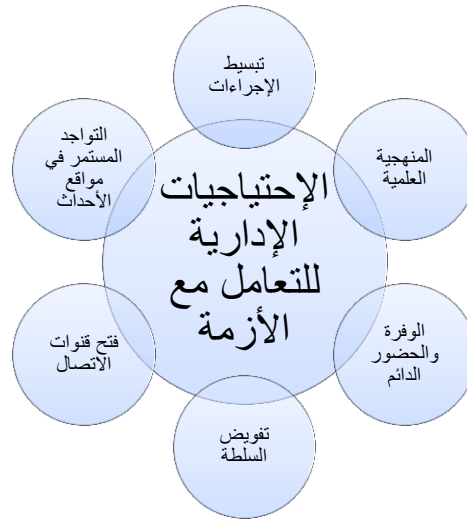 تبسيط
الإجراءات
المنهجية
العلمية
الوفرة
والحضور
الدائم
تفويض
السلطة
فتح قنوات
الاتصال
التواجد
المستمر في
مواقع
الأحداث
الإحتياجيات
الإدارية
للتعامل مع
الأزمة